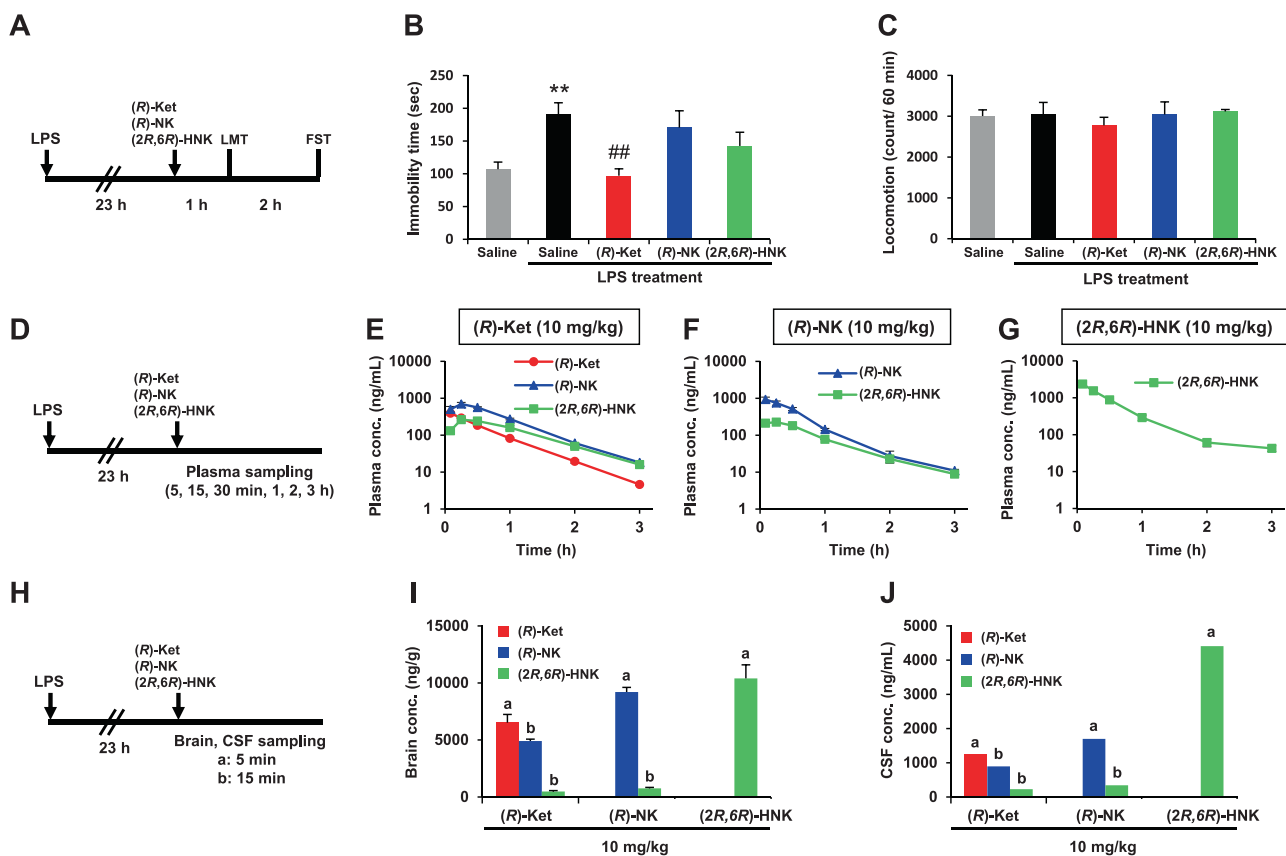 A
LPS
(R)-Ket
(R)-NK
(2R,6R)-HNK
LMT
FST
23 h
1 h
2 h
B
Immobility time (sec)
250
200
150
100
50
0
**
##
Saline
Saline
(R)-Ket
(R)-NK
(2R,6R)-HNK
LPS treatment
C
Locomotion (count/ 60 min)
4000
3000
2000
1000
0
Saline
Saline
(R)-Ket
(R)-NK
(2R,6R)-HNK
LPS treatment
D
LPS
(R)-Ket
(R)-NK
(2R,6R)-HNK
23 h
Plasma sampling
(5, 15, 30 min, 1, 2, 3 h)
E
(R)-Ket (10 mg/kg)
Plasma conc. (ng/mL)
10000
1000
100
10
1
(R)-Ket
(R)-NK
(2R,6R)-HNK
0
1
2
3
Time (h)
F
(R)-NK (10 mg/kg)
Plasma conc. (ng/mL)
10000
1000
100
10
1
(R)-NK
(2R,6R)-HNK
0
1
2
3
Time (h)
G
(2R,6R)-HNK (10 mg/kg)
Plasma conc. (ng/mL)
10000
1000
100
10
1
(2R,6R)-HNK
0
1
2
3
Time (h)
H
LPS
(R)-Ket
(R)-NK
(2R,6R)-HNK
23 h
Brain, CSF sampling
a: 5 min
b: 15 min
I
Brain conc. (ng/g)
15000
10000
5000
0
(R)-Ket
(R)-NK
(2R,6R)-HNK
a
b
b
a
b
a
(R)-Ket
(R)-NK
(2R,6R)-HNK
10 mg/kg
J
CSF conc. (ng/mL)
5000
4000
3000
2000
1000
0
(R)-Ket
(R)-NK
(2R,6R)-HNK
a
b
b
a
b
a
(R)-Ket
(R)-NK
(2R,6R)-HNK
10 mg/kg